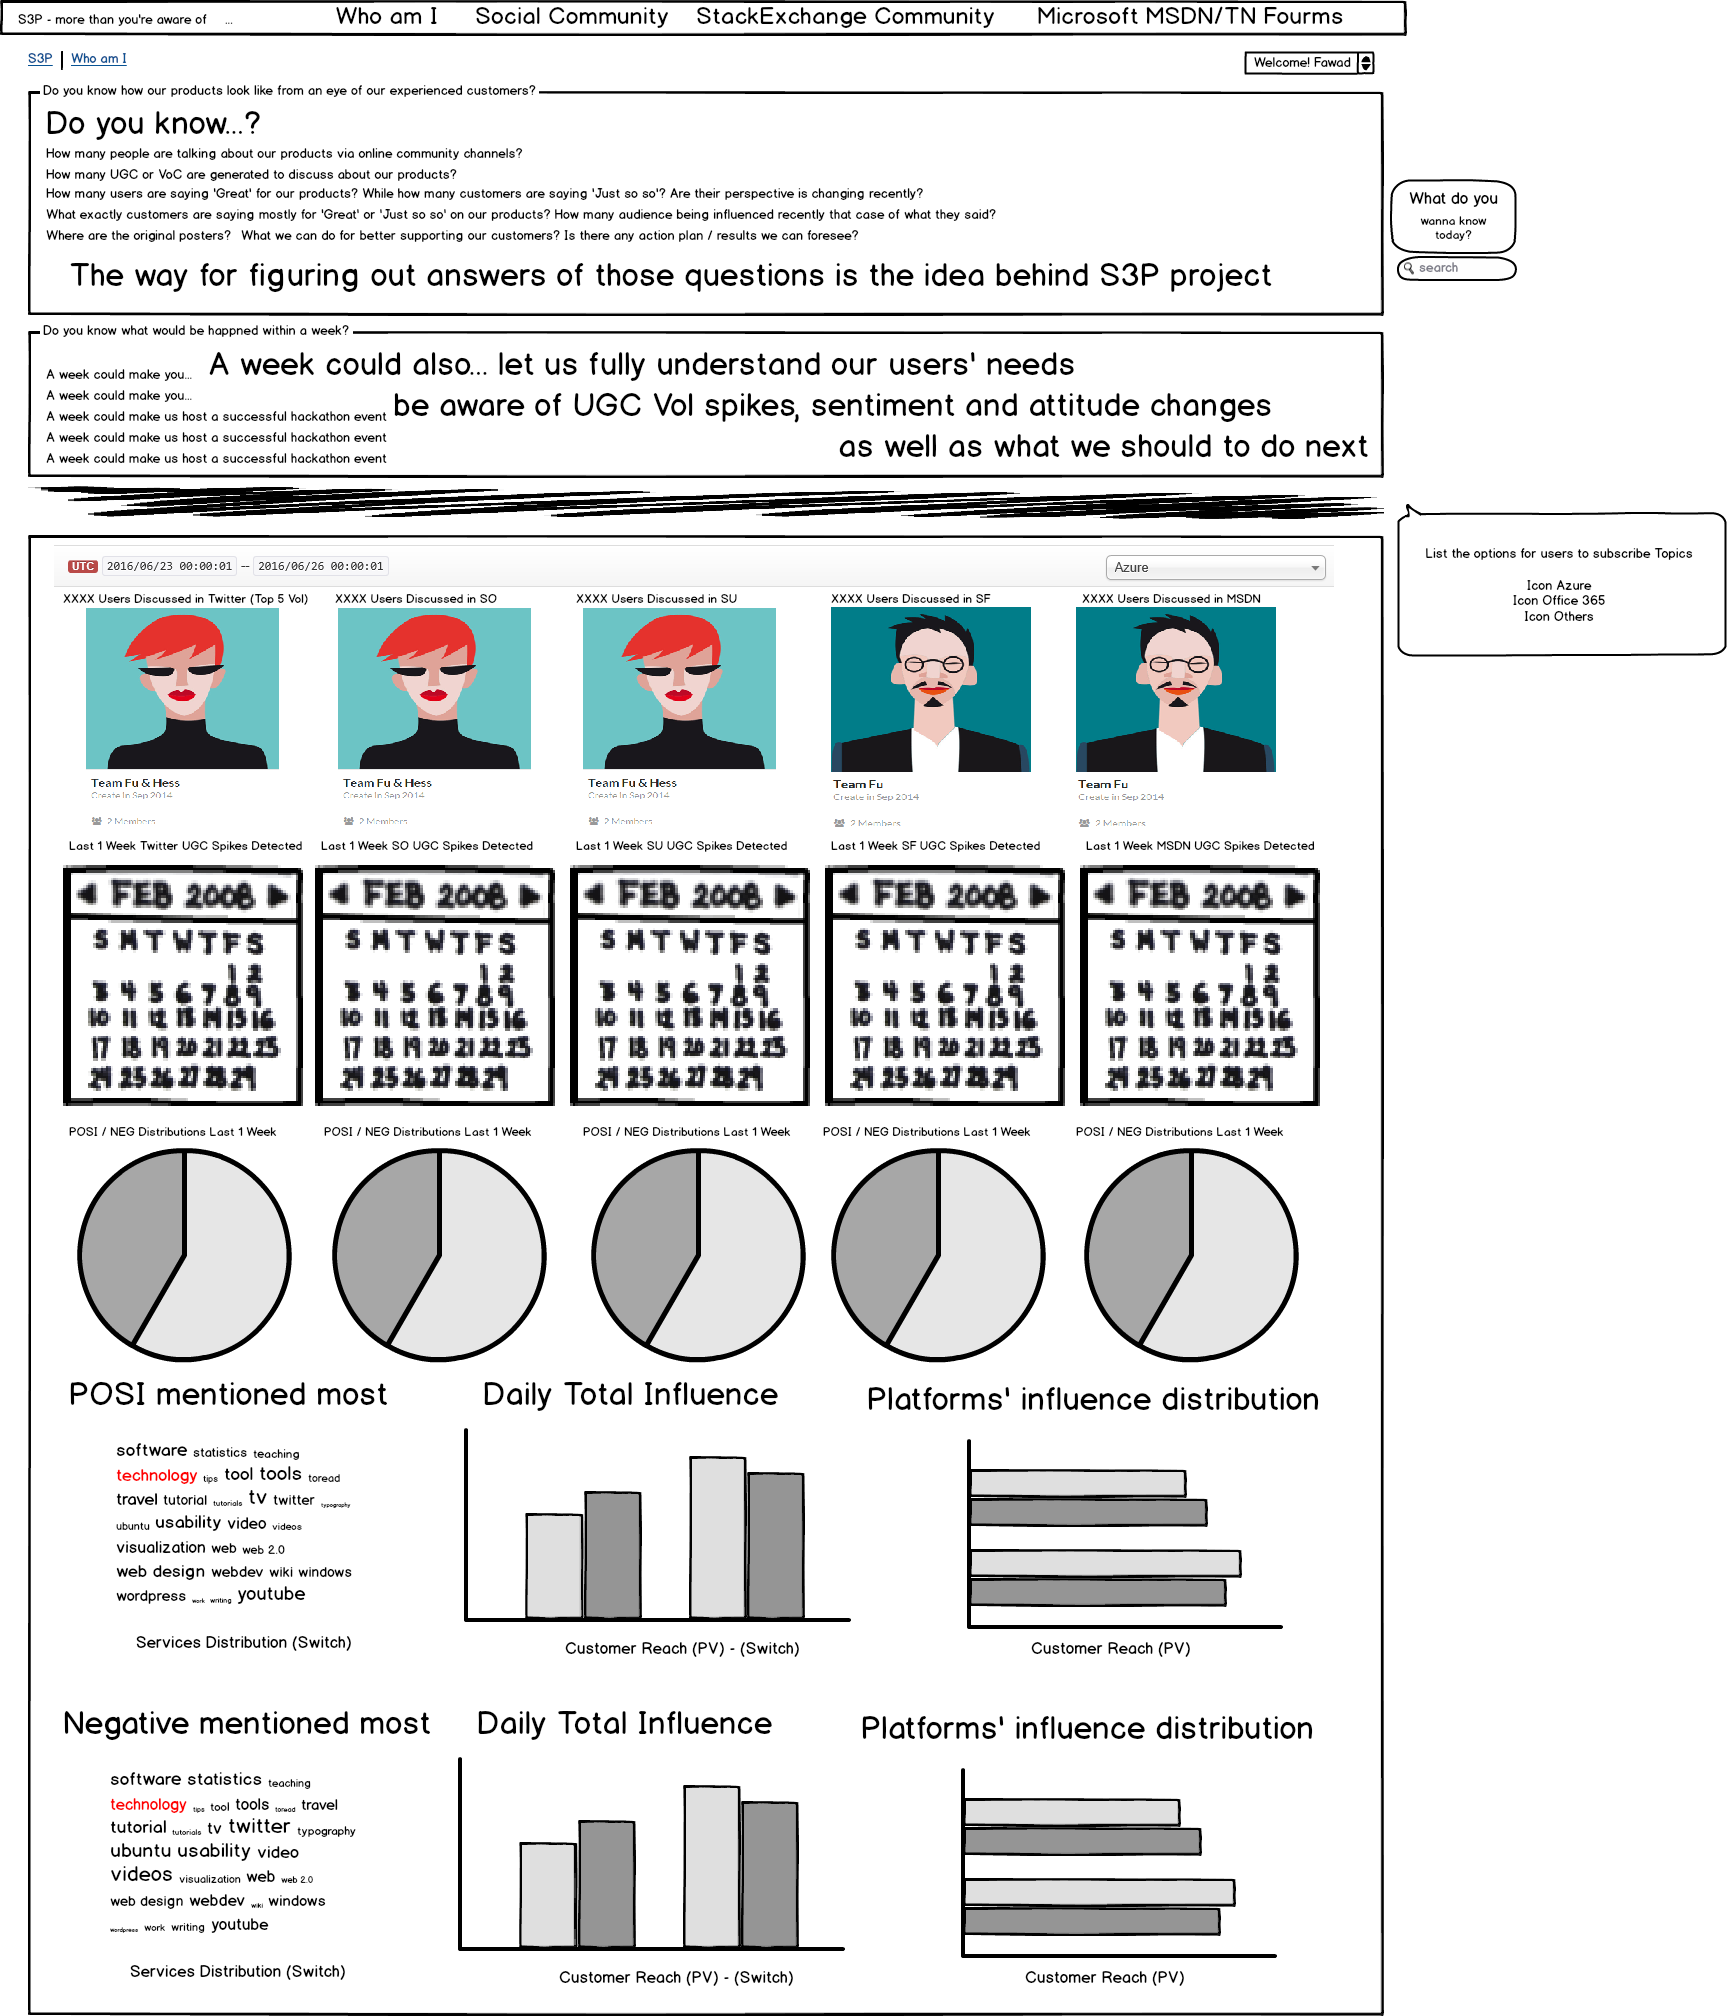 S3P - more than you're aware of ... Who am I Social Community StackExchange Community Microsoft MSDN/TN Fourms
S3P Who am I Welcome! Fawad
Do you know how our products look like from an eye of our experienced customers?
Do you know...?
How many people are talking about our products via online community channels?
How many UGC or VoC are generated to discuss about our products?
How many users are saying 'Great' for our products? While how many customers are saying 'Just so so'? Are their perspective is changing recently?
What exactly customers are saying mostly for 'Great' or 'Just so so' on our products? How many audience being influenced recently that case of what they said?
Where are the original posters? What we can do for better supporting our customers? Is there any action plan / results we can foresee?
The way for figuring out answers of those questions is the idea behind S3P project
What do you
wanna know
today?
search
Do you know what would be happned within a week?
A week could make you... A week could also... let us fully understand our users' needs
A week could make you...
be aware of UGC Vol spikes, sentiment and attitude changes
A week could make us host a successful hackathon event
A week could make us host a successful hackathon event
as well as what we should to do next
A week could make us host a successful hackathon event
List the options for users to subscribe Topics
Icon Azure
Icon Office 365
Icon Others
UTC 2016/06/23 00:00:01 -- 2016/06/26 00:00:01 Azure
XXXX Users Discussed in Twitter (Top 5 Vol) XXXX Users Discussed in SO XXXX Users Discussed in SU XXXX Users Discussed in SF XXXX Users Discussed in MSDN
Team Fu & Hess Team Fu & Hess Team Fu & Hess Team Fu Team Fu
Create in Sep 2014 Create in Sep 2014 Create in Sep 2014 Create in Sep 2014 Create in Sep 2014
2 Members 2 Members 2 Members 2 Members 2 Members
Last 1 Week Twitter UGC Spikes Detected Last 1 Week SO UGC Spikes Detected Last 1 Week SU UGC Spikes Detected Last 1 Week SF UGC Spikes Detected Last 1 Week MSDN UGC Spikes Detected
FEB 2008 FEB 2008 FEB 2008 FEB 2008 FEB 2008
S M T W T F S S M T W T F S S M T W T F S S M T W T F S S M T W T F S
1 2 1 2 1 2 1 2 1 2
3 4 5 6 7 8 9 3 4 5 6 7 8 9 3 4 5 6 7 8 9 3 4 5 6 7 8 9 3 4 5 6 7 8 9
10 11 12 13 14 15 16 10 11 12 13 14 15 16 10 11 12 13 14 15 16 10 11 12 13 14 15 16 10 11 12 13 14 15 16
17 18 19 20 21 22 23 17 18 19 20 21 22 23 17 18 19 20 21 22 23 17 18 19 20 21 22 23 17 18 19 20 21 22 23
24 25 26 27 28 29 24 25 26 27 28 29 24 25 26 27 28 29 24 25 26 27 28 29 24 25 26 27 28 29
POSI / NEG Distributions Last 1 Week POSI / NEG Distributions Last 1 Week POSI / NEG Distributions Last 1 Week POSI / NEG Distributions Last 1 Week POSI / NEG Distributions Last 1 Week
POSI mentioned most Daily Total Influence Platforms' influence distribution
software statistics teaching
technology tips tool tools toread
travel tutorial tutorials tv twitter typography
ubuntu usability video videos
visualization web web 2.0
web design webdev wiki windows
wordpress work writing youtube
Services Distribution (Switch) Customer Reach (PV) - (Switch) Customer Reach (PV)
Negative mentioned most Daily Total Influence Platforms' influence distribution
software statistics teaching
technology tips tool tools toread travel
tutorial tutorials tv twitter typography
ubuntu usability video
videos visualization web web 2.0
web design webdev wiki windows
wordpress work writing youtube
Services Distribution (Switch) Customer Reach (PV) - (Switch) Customer Reach (PV)